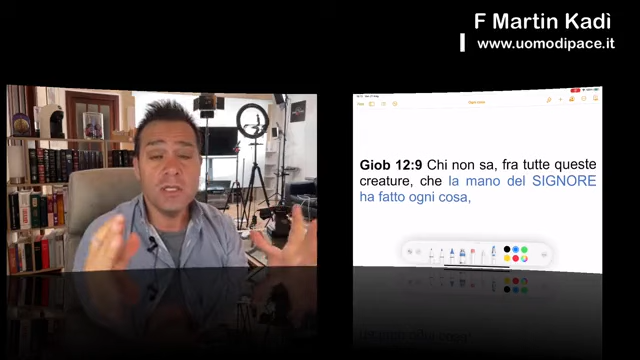 F Martin Kadì
www.uomodipace.it
Giob 12:9 Chi non sa, fra tutte queste
creature, che la mano del SIGNORE
ha fatto ogni cosa,